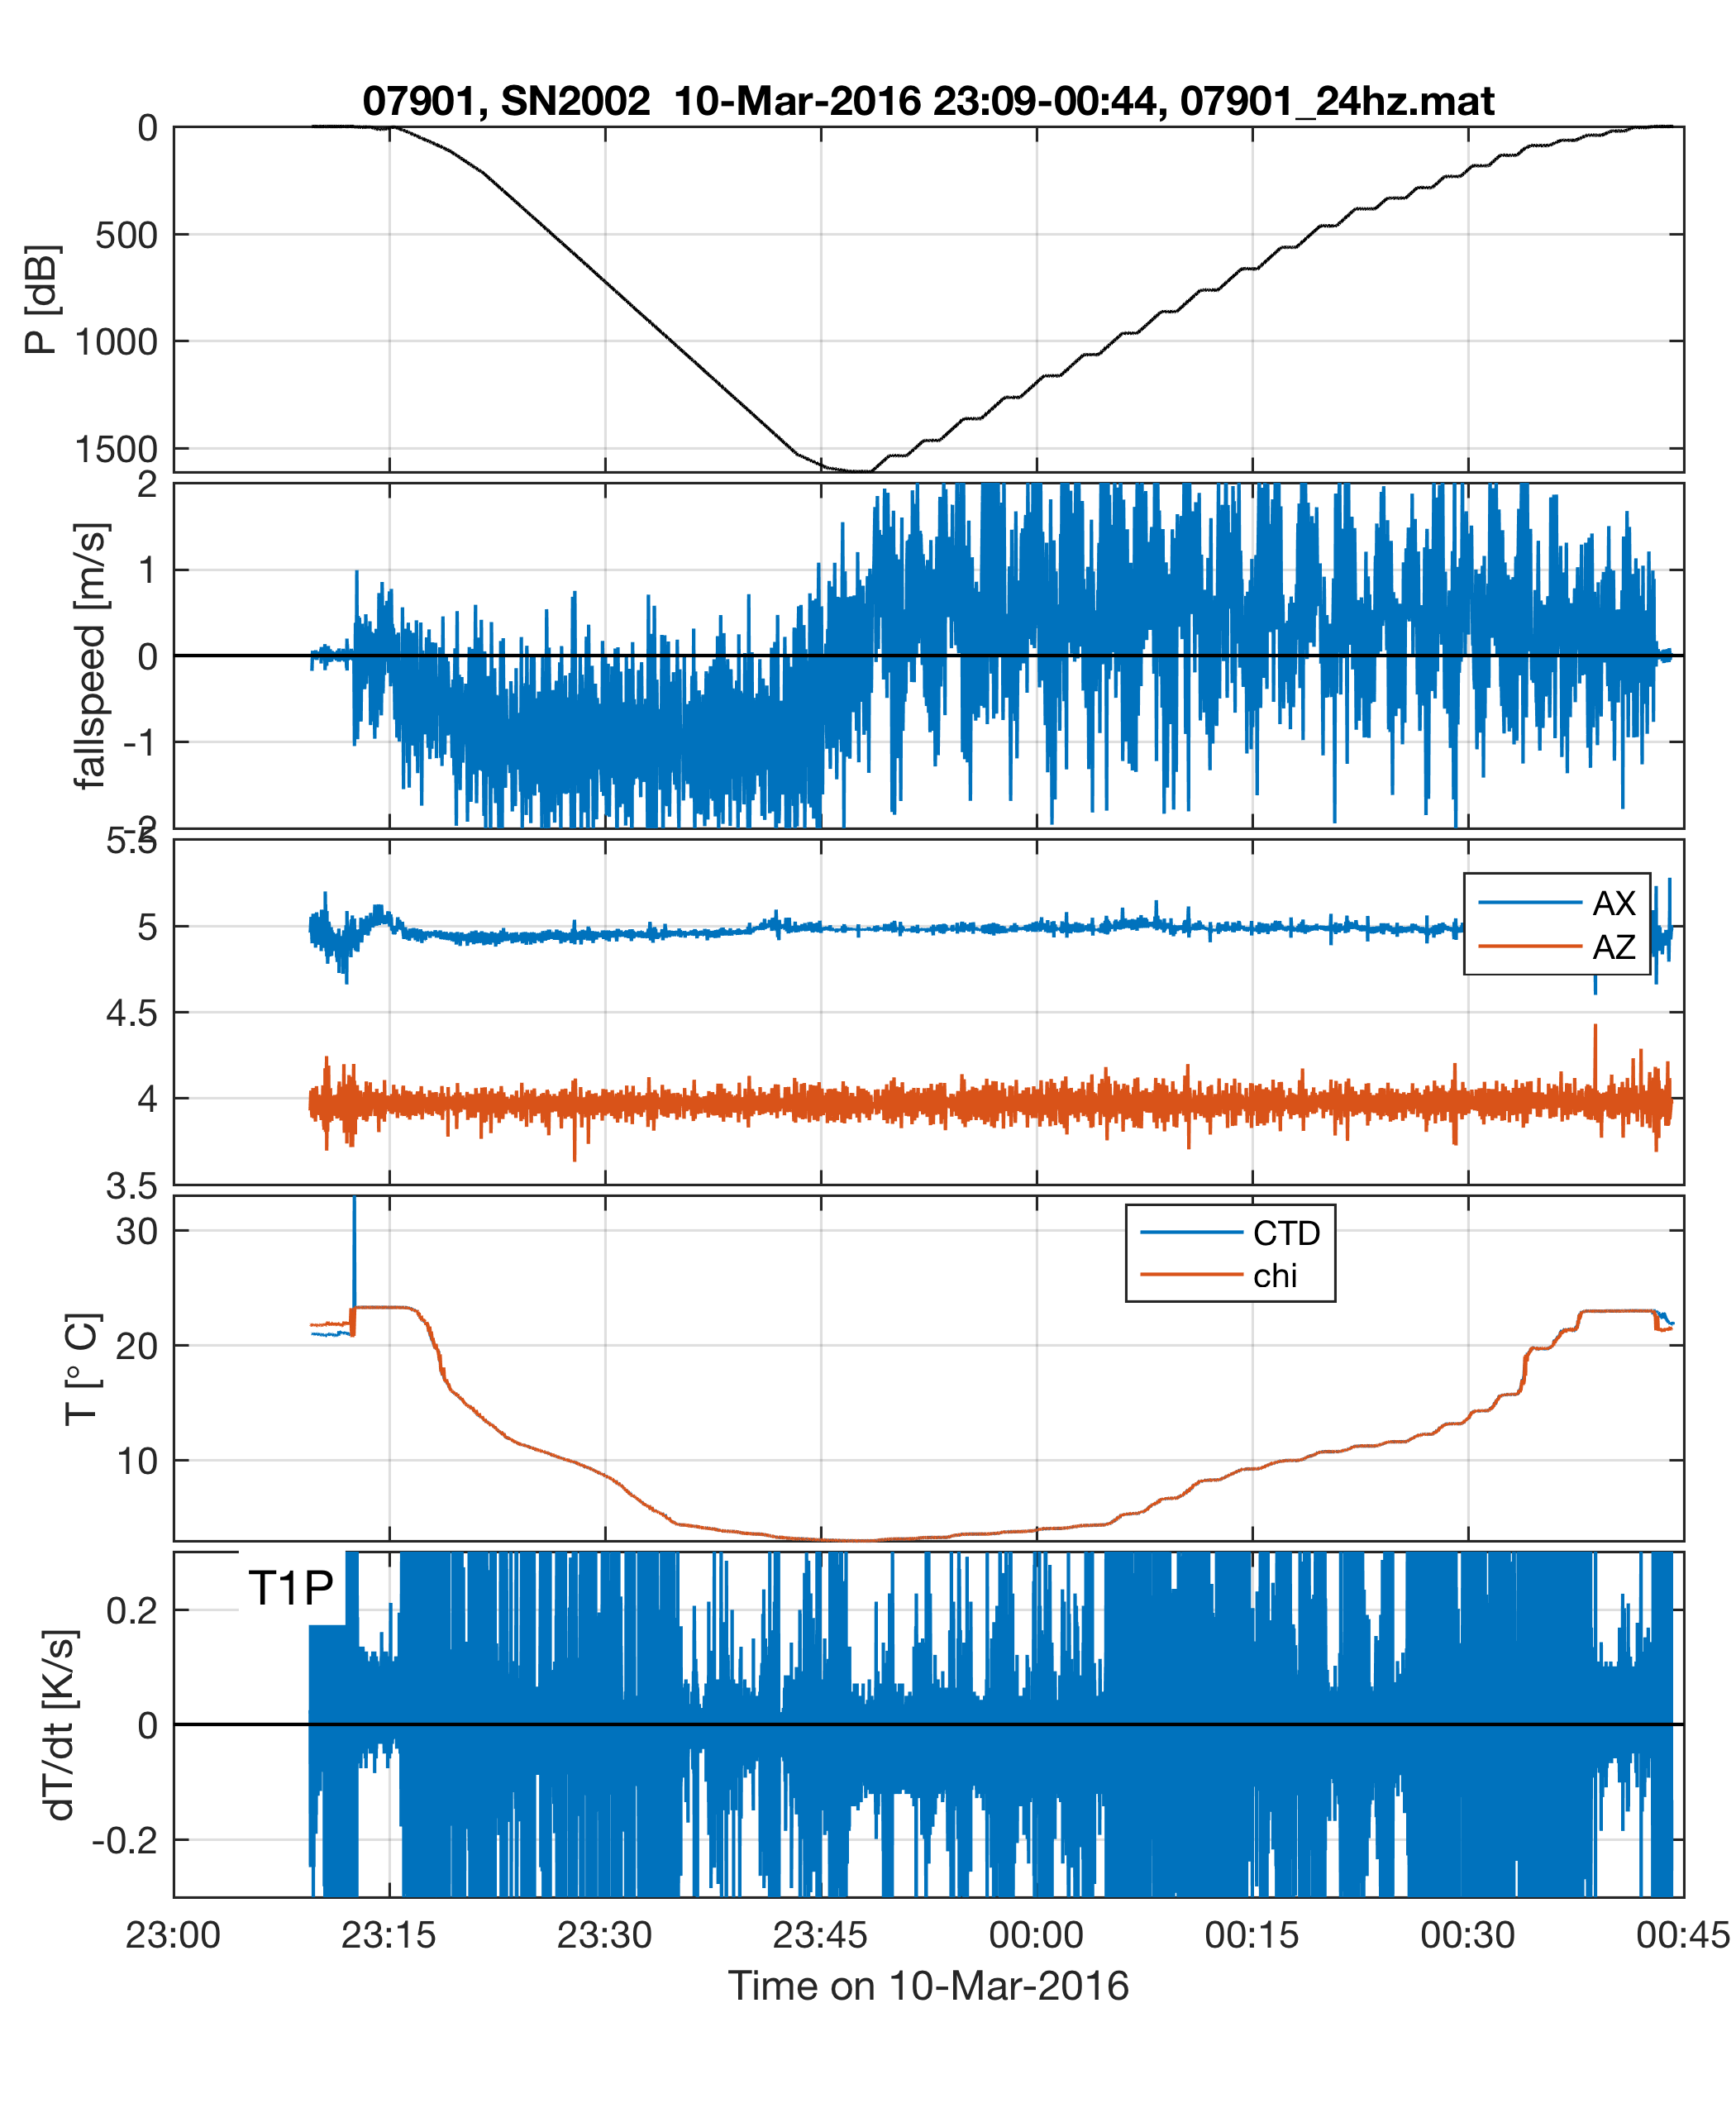 07901, SN2002  10-Mar-2016 23:09-00:44, 07901_24hz.mat
0
500
1000
1500
P [dB]
2
1
0
-1
-2
fallspeed [m/s]
5.5
5
4.5
4
3.5
AX
AZ
30
20
10
T [° C]
CTD
chi
T1P
0.2
0
-0.2
dT/dt [K/s]
23:00 23:15 23:30 23:45 00:00 00:15 00:30 00:45
Time on 10-Mar-2016